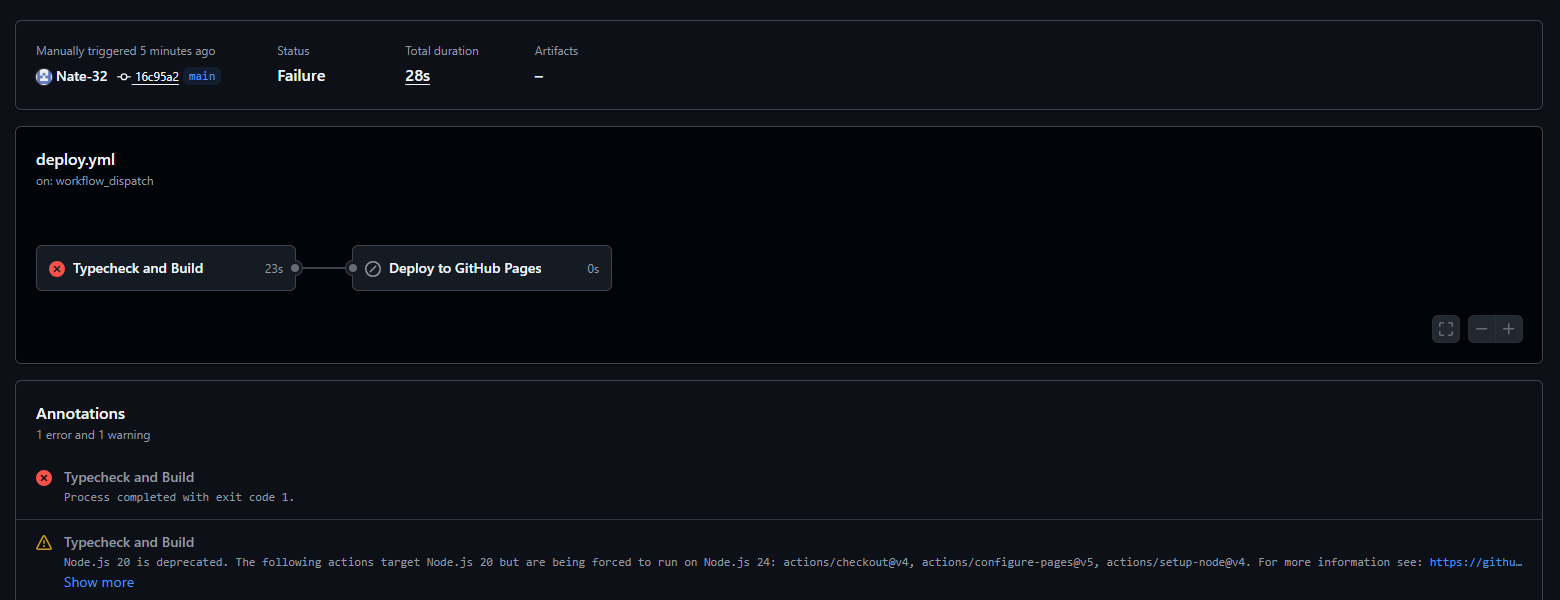 Manually triggered 5 minutes ago
Status
Total duration
Artifacts
Nate-32 16c95a2 main
Failure
28s
–
deploy.yml
on: workflow_dispatch
Typecheck and Build 23s
Deploy to GitHub Pages 0s
Annotations
1 error and 1 warning
Typecheck and Build
Process completed with exit code 1.
Typecheck and Build
Node.js 20 is deprecated. The following actions target Node.js 20 but are being forced to run on Node.js 24: actions/checkout@v4, actions/configure-pages@v5, actions/setup-node@v4. For more information see: https://githu…
Show more